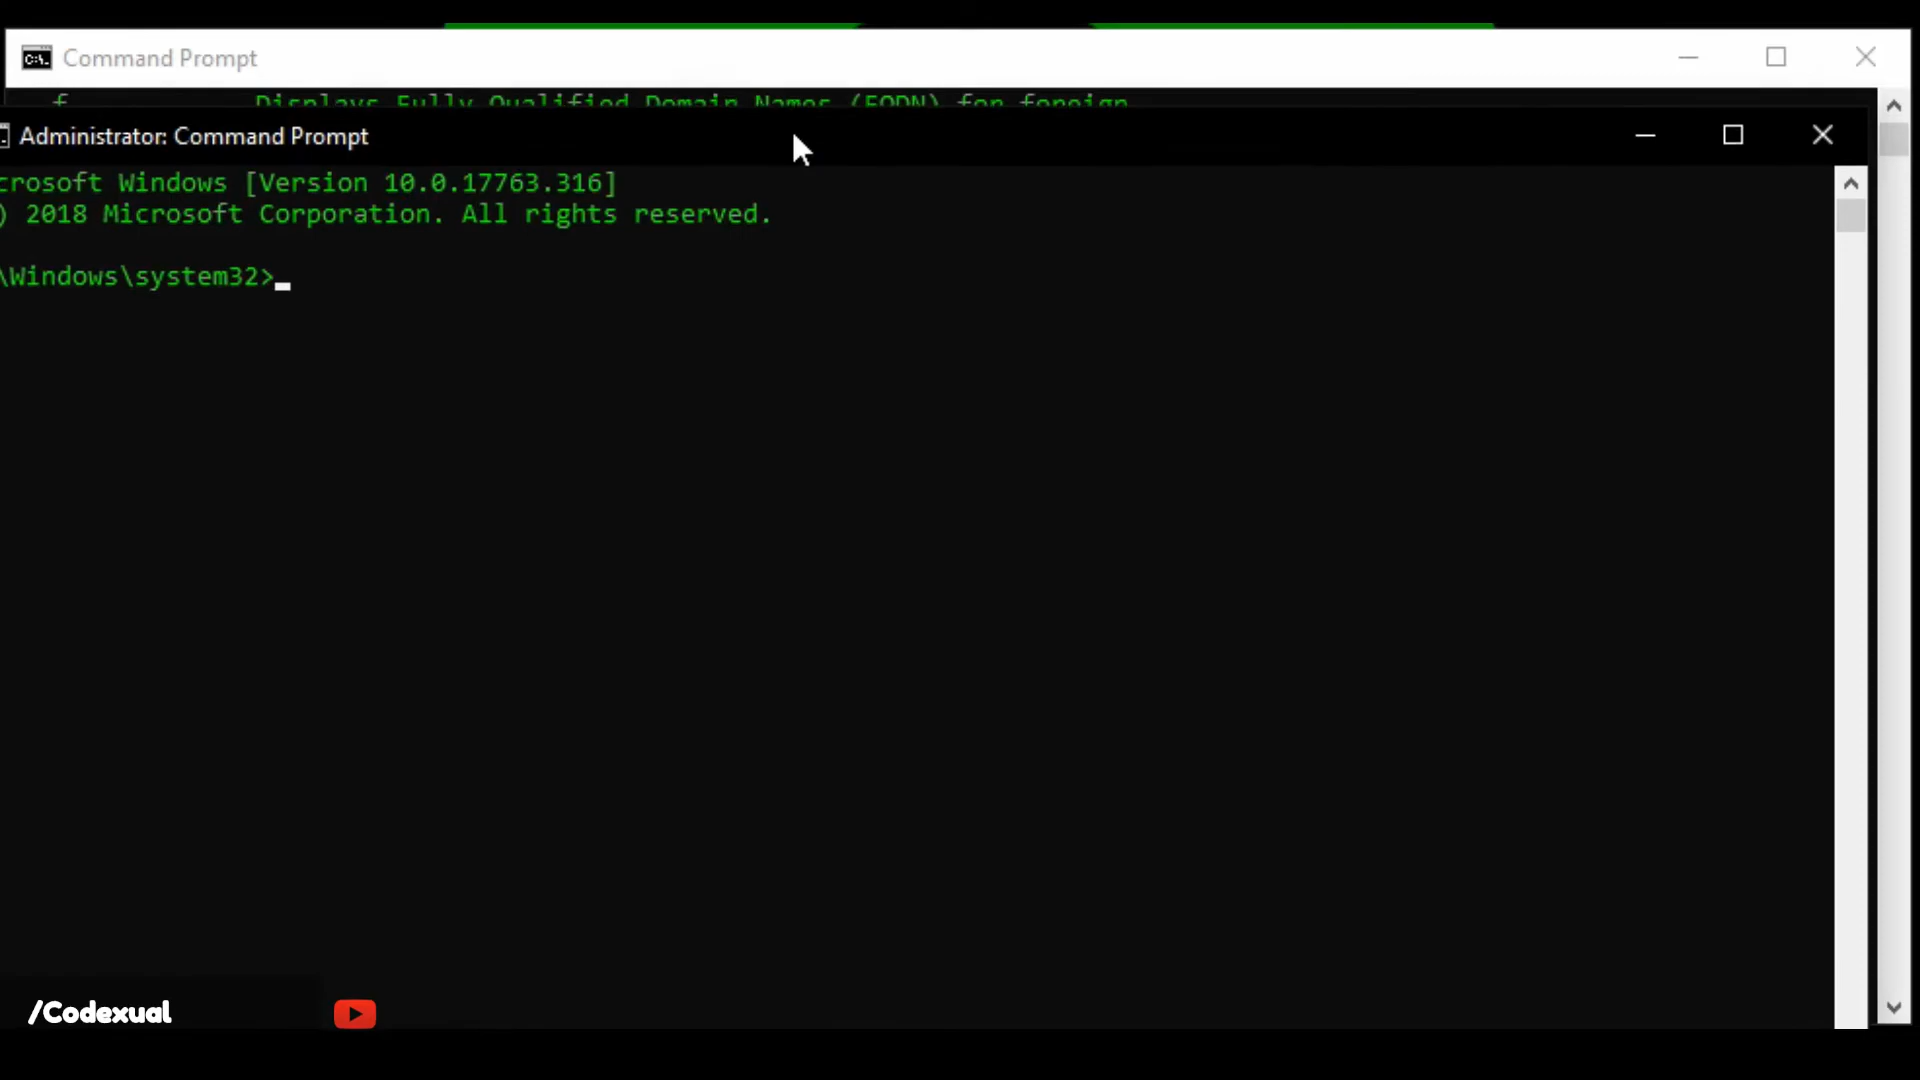 Command Prompt
f Displays Fully Qualified Domain Names (FQDN) for foreign
Administrator: Command Prompt
crosoft Windows [Version 10.0.17763.316]
) 2018 Microsoft Corporation. All rights reserved.
\Windows\system32>
/Codexual